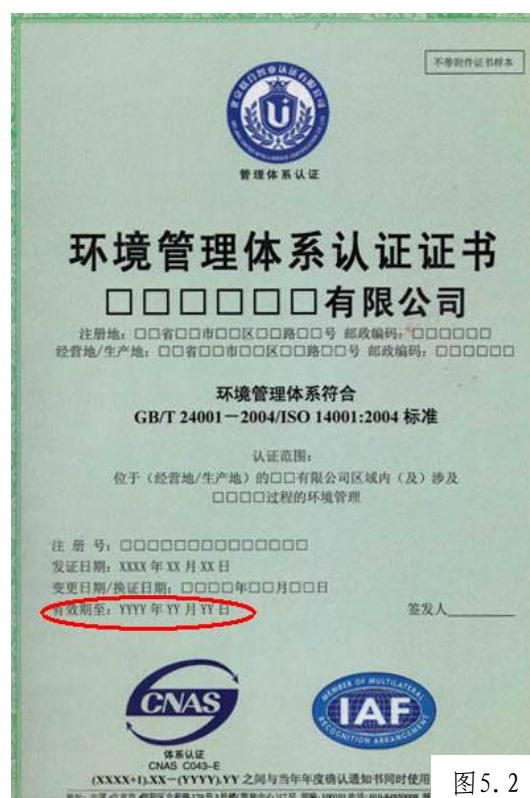 不带附件证书样本
管理体系认证
环境管理体系认证证书
□□□□□□□有限公司
注册地：□□省□□市□□区□□路□□号 邮政编码：□□□□□□
经营地/生产地：□□省□□市□□区□□路□□号 邮政编码：□□□□□□
环境管理体系符合
GB/T 24001－2004/ISO 14001:2004 标准
认证范围：
位于（经营地/生产地）的□□有限公司区域内（及）涉及
□□□□过程的环境管理
注 册 号：□□□□□□□□□□□□□□
发证日期：XXXX 年 XX 月 XX 日
变更日期/换证日期：□□□□年□□月□□日
有效期至：YYYY 年 YY 月 YY 日
签发人
CNAS
体系认证
CNAS C043-E
MEMBER OF MULTILATERAL
IAF
RECOGNITION ARRANGEMENT
(XXXX+1).XX－(YYYY).YY 之间与当年年度确认通知书同时使用
图5.2